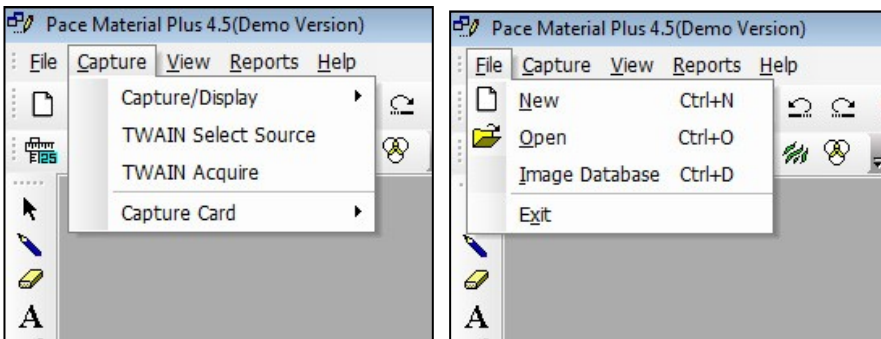 Pace Material Plus 4.5(Demo Version)
File Capture View Reports Help
Capture/Display
TWAIN Select Source
TWAIN Acquire
Capture Card
A
Pace Material Plus 4.5(Demo Version)
File Capture View Reports Help
New Ctrl+N
Open Ctrl+O
Image Database Ctrl+D
Exit
A